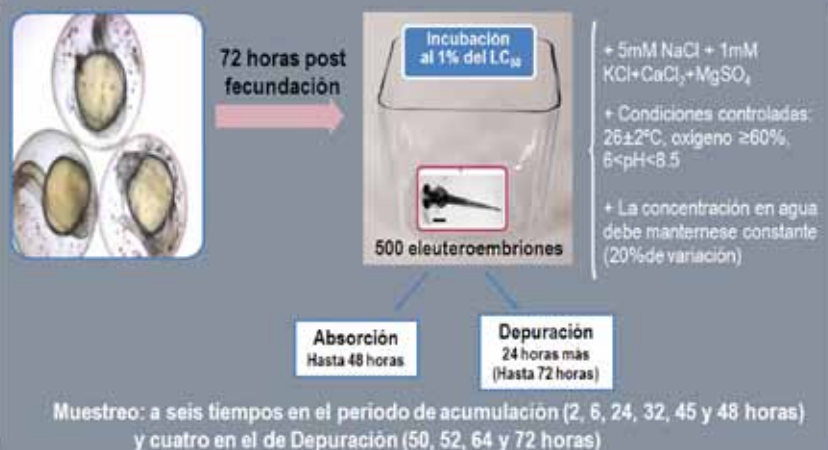 72 horas post
fecundación
Incubación
al 1% del LC₅₀
500 eleuteroembriones
+ 5mM NaCl + 1mM
KCl+CaCl₂+MgSO₄
+ Condiciones controladas:
26±2ºC, oxígeno ≥60%,
6<pH<8.5
+ La concentración en agua
debe manternese constante
(20%de variación)
Absorción
Hasta 48 horas
Depuración
24 horas más
(Hasta 72 horas)
Muestreo: a seis tiempos en el periodo de acumulación (2, 6, 24, 32, 45 y 48 horas)
y cuatro en el de Depuración (50, 52, 64 y 72 horas)